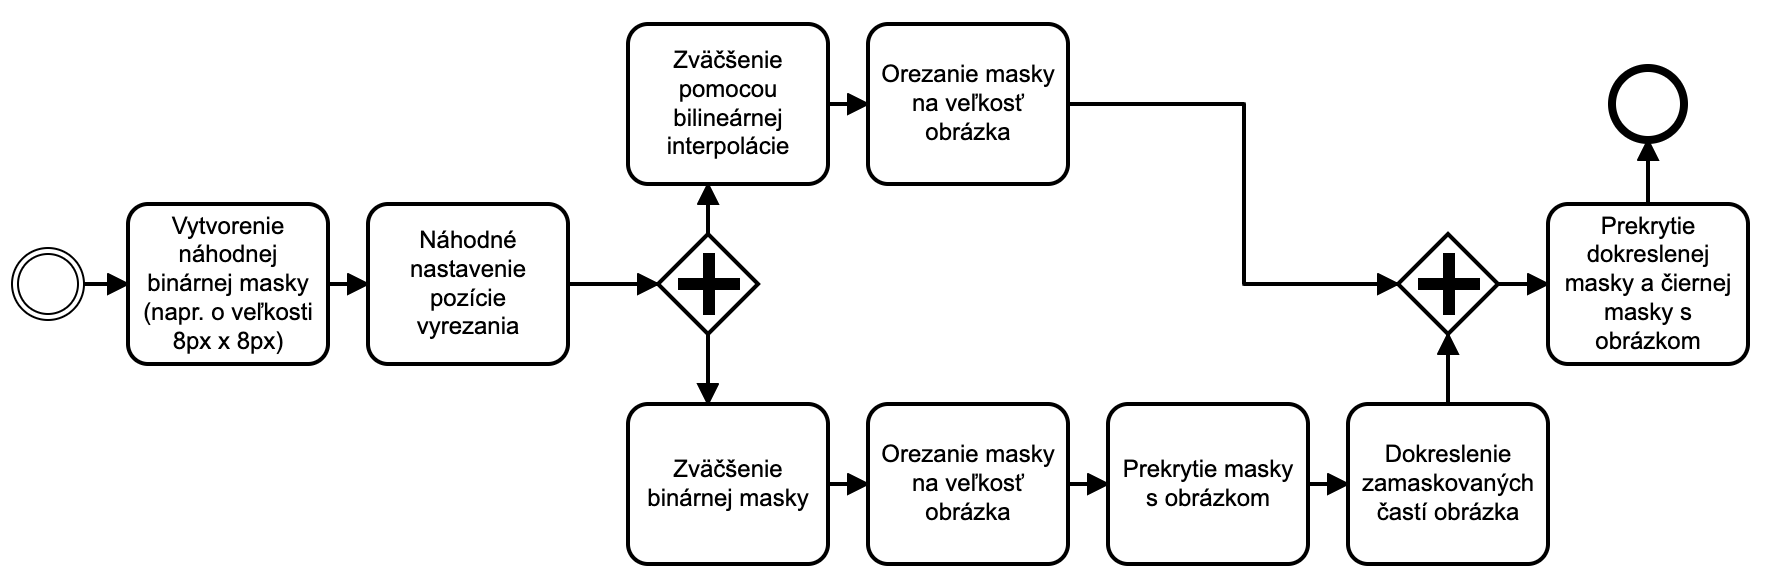 Vytvorenie
náhodnej
binárnej masky
(napr. o veľkosti
8px x 8px)
Náhodné
nastavenie
pozície
vyrezania
Zväčšenie
pomocou
bilineárnej
interpolácie
Orezanie masky
na veľkosť
obrázka
Zväčšenie
binárnej masky
Orezanie masky
na veľkosť
obrázka
Prekrytie masky
s obrázkom
Dokreslenie
zamaskovaných
častí obrázka
Prekrytie
dokreslenej
masky a čiernej
masky s
obrázkom